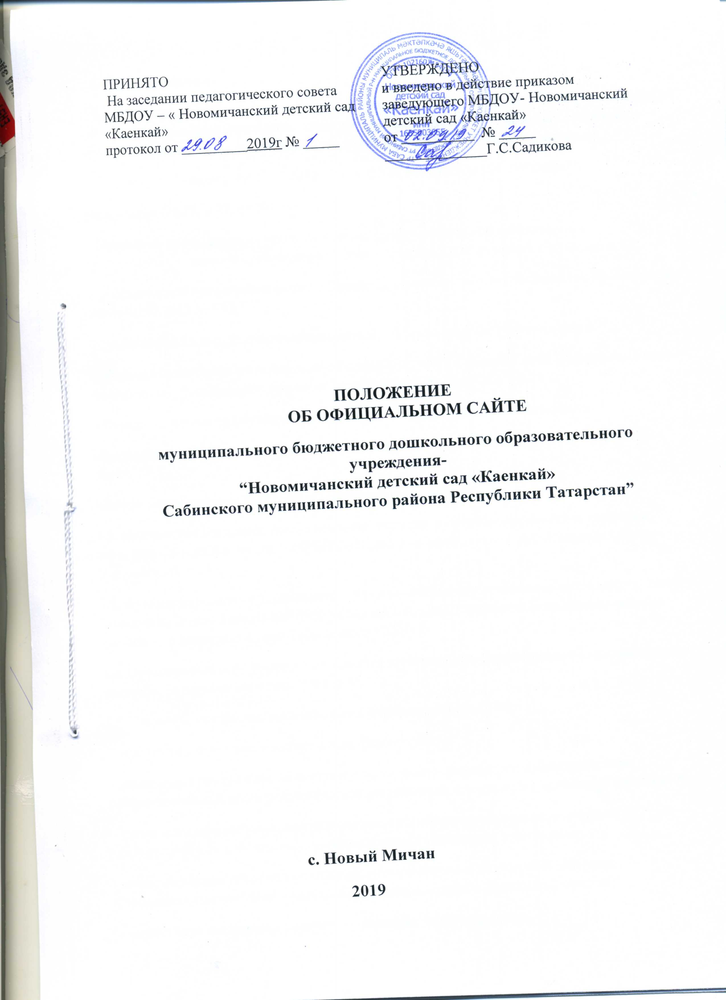 ПРИНЯТО
На заседании педагогического совета
МБДОУ – « Новомичанский детский сад
«Каенкай»
протокол от 29.08 2019г № 1
УТВЕРЖДЕНО
и введено в действие приказом
заведующего МБДОУ- Новомичанский
детский сад «Каенкай»
от 02.09.19 № 24
Г.С.Садикова
Новомичанский
детский сад
«Каенкай»
ИНН
ПОЛОЖЕНИЕ
ОБ ОФИЦИАЛЬНОМ САЙТЕ
муниципального бюджетного дошкольного образовательного
учреждения-
“Новомичанский детский сад «Каенкай»
Сабинского муниципального района Республики Татарстан”
с. Новый Мичан
2019